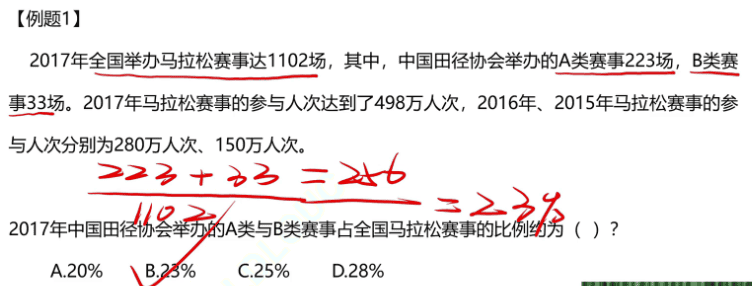 【例题1】
2017年全国举办马拉松赛事达1102场，其中，中国田径协会举办的A类赛事223场，B类赛
事33场。2017年马拉松赛事的参与人次达到了498万人次，2016年、2015年马拉松赛事的参
与人次分别为280万人次、150万人次。
223+33=256
1102
=23%
2017年中国田径协会举办的A类与B类赛事占全国马拉松赛事的比例约为（ ）？
A.20% B.23% C.25% D.28%